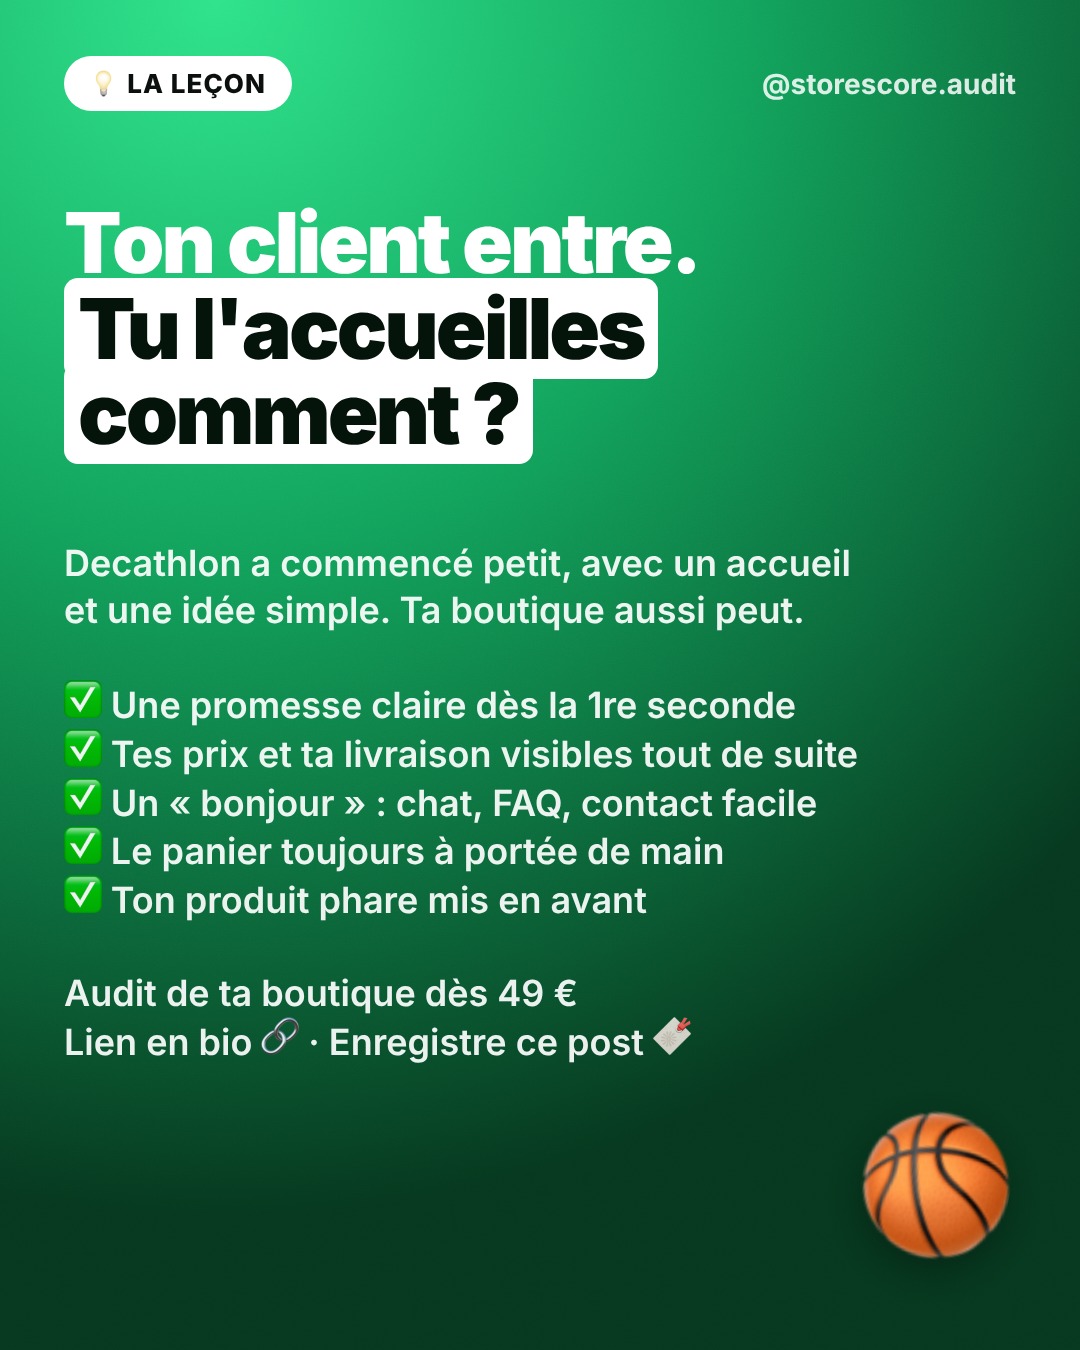 💡 LA LEÇON
@storescore.audit
Ton client entre.
Tu l'accueilles
comment ?
Decathlon a commencé petit, avec un accueil
et une idée simple. Ta boutique aussi peut.
✅ Une promesse claire dès la 1re seconde
✅ Tes prix et ta livraison visibles tout de suite
✅ Un « bonjour » : chat, FAQ, contact facile
✅ Le panier toujours à portée de main
✅ Ton produit phare mis en avant
Audit de ta boutique dès 49 €
Lien en bio 🔗 · Enregistre ce post 🔖